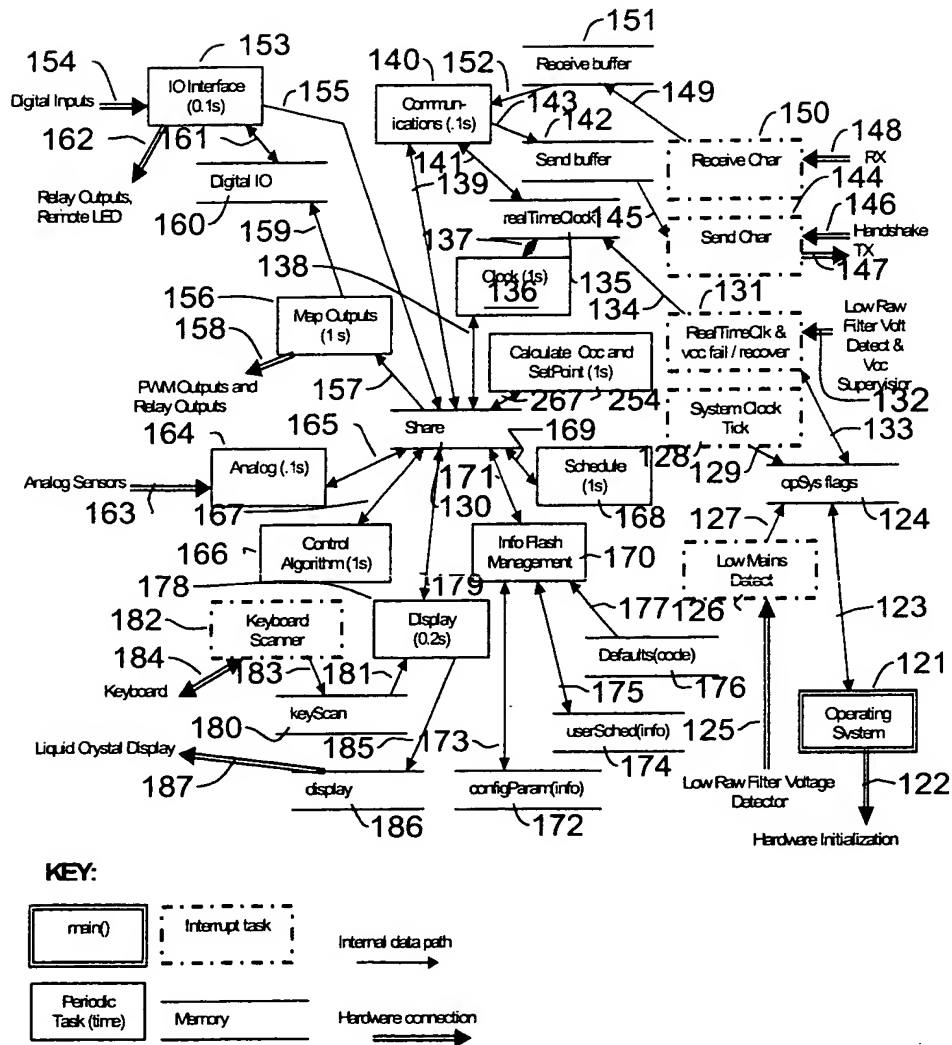 151
153
154
140
152
Receive buffer
IO Interface
(0.1s)
Digital Inputs
155
Commun-
ications (.1s)
143
142
149
150
162
161
148
Send buffer
Receive Char
RX
141
139
144
Relay Outputs,
Remote LED
Digital IO
146
160
realTimeClock
145
Handshake
Send Char
TX
159
137
147
138
Clock (1s)
136
135
134
131
156
Low Raw
Filter Volt
Detect &
Vcc
Supervisior
158
Map Outputs
(1 s)
RealTimeClk &
vcc fail / recover
Calculate Occ and
SetPoint (1s)
157
132
PWM Outputs and
Relay Outputs
267
254
System Clock
Tick
133
165
Share
164
169
128
129
Analog (.1s)
171
130
Schedule
(1s)
opSys flags
Analog Sensors
163
167
168
127
124
166
Control
Algorithm (1s)
Info Flash
Management
170
Low Mains
Detect
178
179
177
126
123
182
Keyboard
Scanner
Display
(0.2s)
121
184
183
181
Defaults(code)
175
176
Keyboard
Operating
System
keyScan
125
180
userSched(info)
185
173
174
Liquid Crystal Display
122
187
display
configParam(info)
Low Raw Filter Voltage
Detector
186
172
Hardware Initialization
KEY:
main()
Interrupt task
Internal data path
Periodic
Task (time)
Memory
Hardware connection